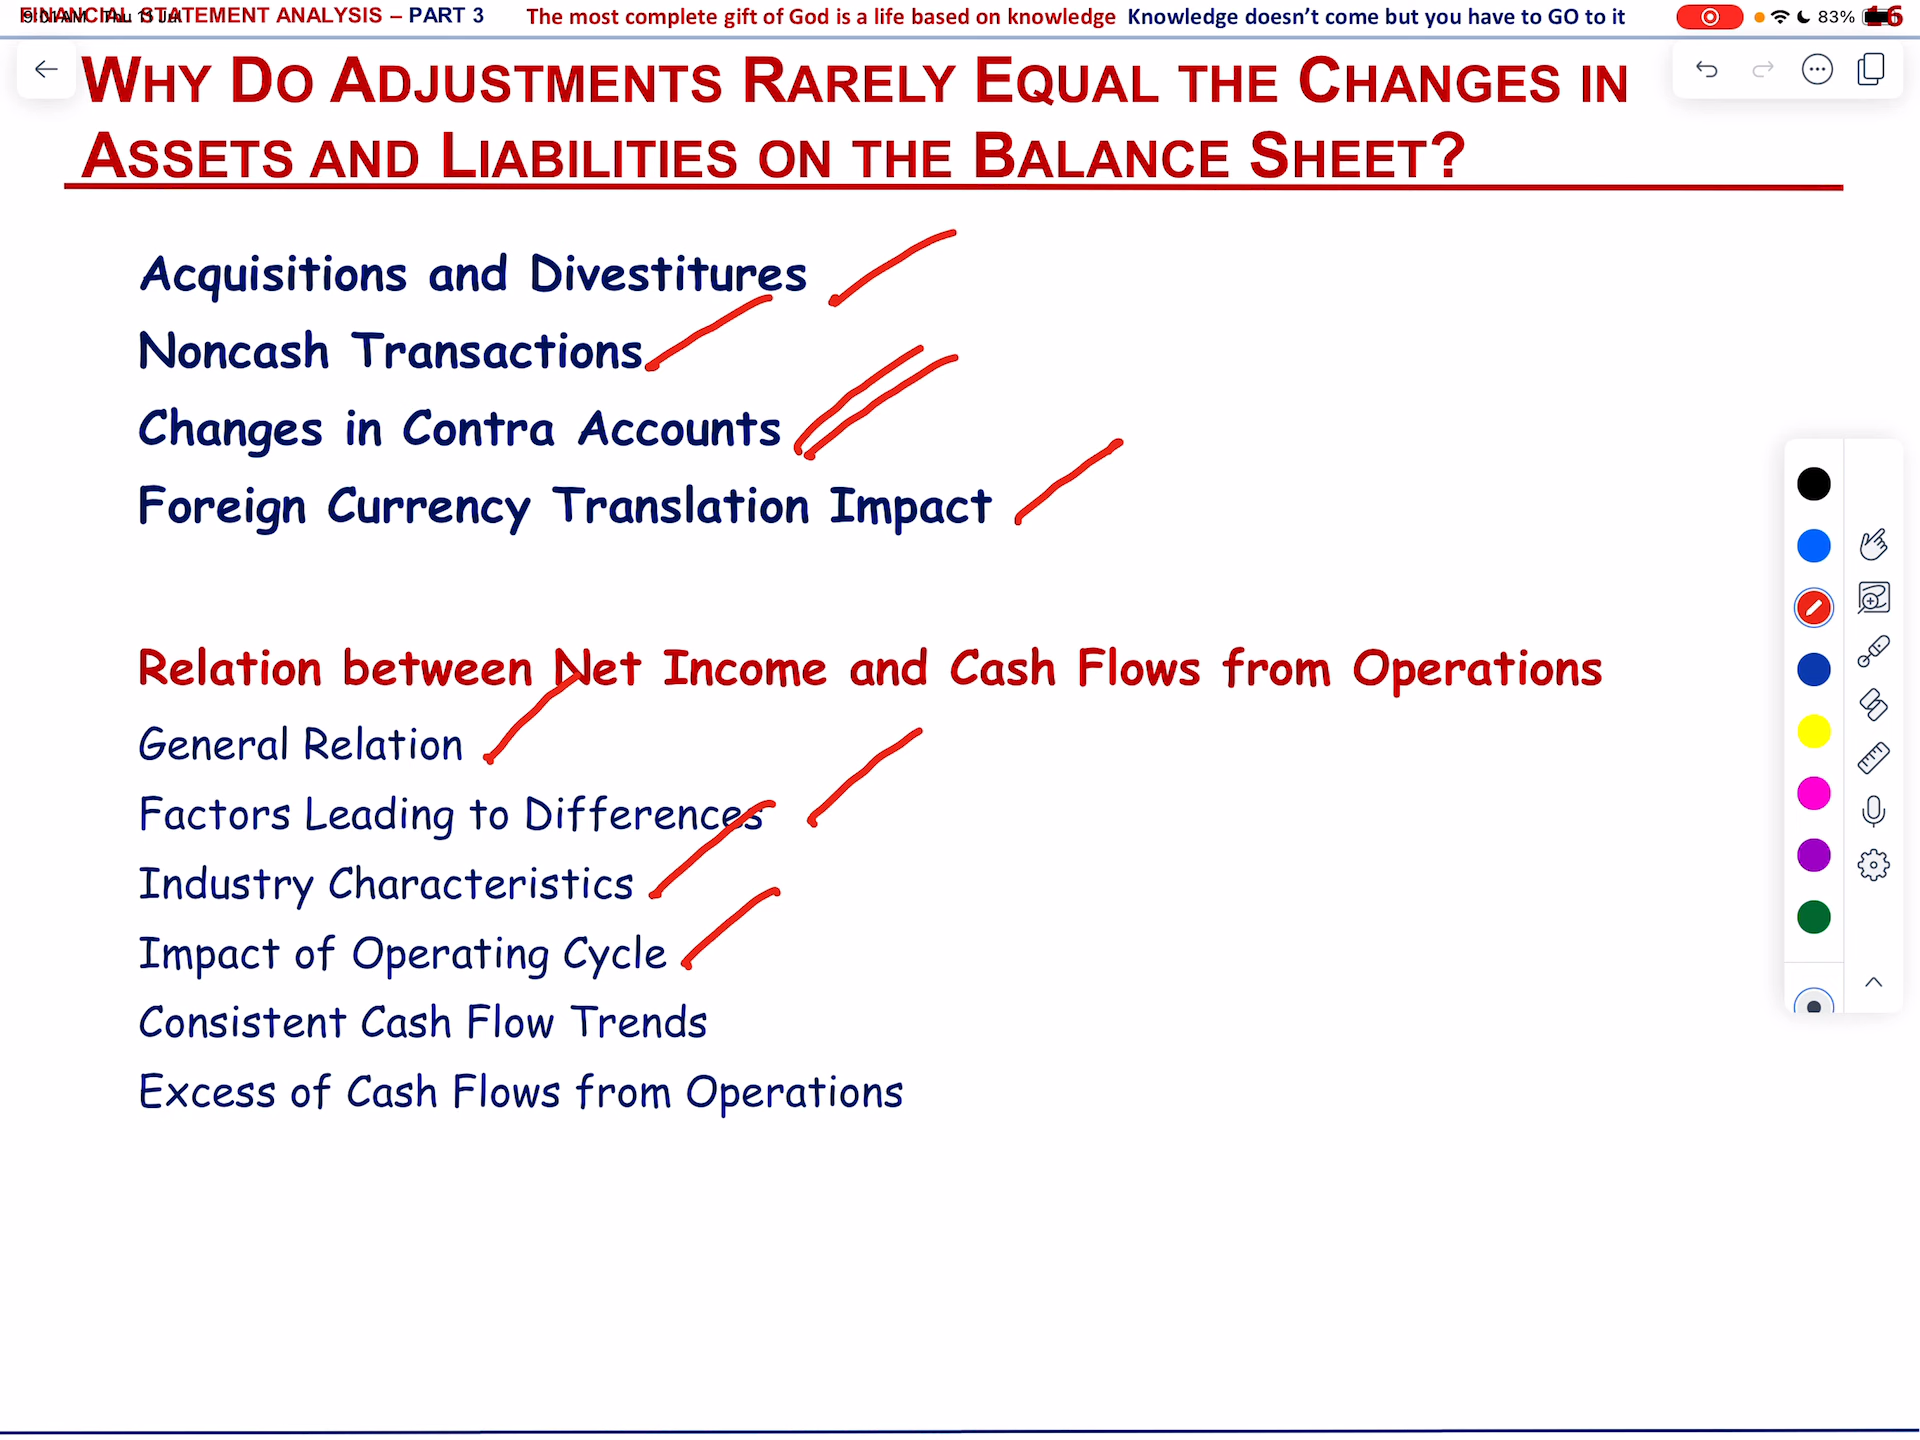 FINANCIAL STATEMENT ANALYSIS – PART 3 The most complete gift of God is a life based on knowledge Knowledge doesn’t come but you have to GO to it
83%
WHY DO ADJUSTMENTS RARELY EQUAL THE CHANGES IN
ASSETS AND LIABILITIES ON THE BALANCE SHEET?
Acquisitions and Divestitures
Noncash Transactions
Changes in Contra Accounts
Foreign Currency Translation Impact
Relation between Net Income and Cash Flows from Operations
General Relation
Factors Leading to Differences
Industry Characteristics
Impact of Operating Cycle
Consistent Cash Flow Trends
Excess of Cash Flows from Operations